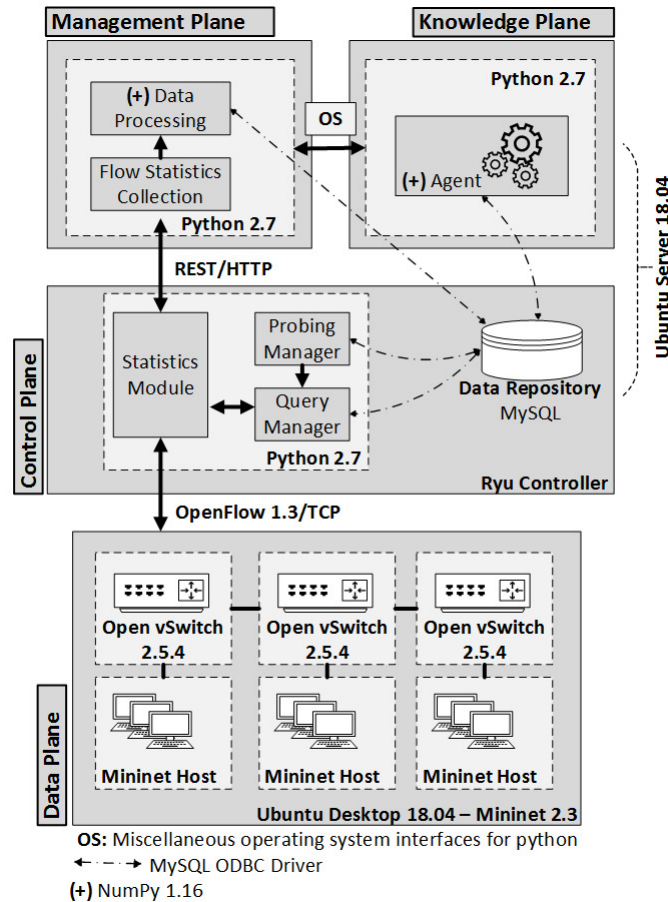 Management Plane
Knowledge Plane
(+) Data
Processing
Flow Statistics
Collection
Python 2.7
OS
Python 2.7
(+) Agent
Ubuntu Server 18.04
REST/HTTP
Control Plane
Statistics
Module
Probing
Manager
Query
Manager
Python 2.7
Data Repository
MySQL
Ryu Controller
OpenFlow 1.3/TCP
Data Plane
Open vSwitch
2.5.4
Open vSwitch
2.5.4
Open vSwitch
2.5.4
Mininet Host
Mininet Host
Mininet Host
Ubuntu Desktop 18.04 – Mininet 2.3
OS: Miscellaneous operating system interfaces for python
MySQL ODBC Driver
(+) NumPy 1.16